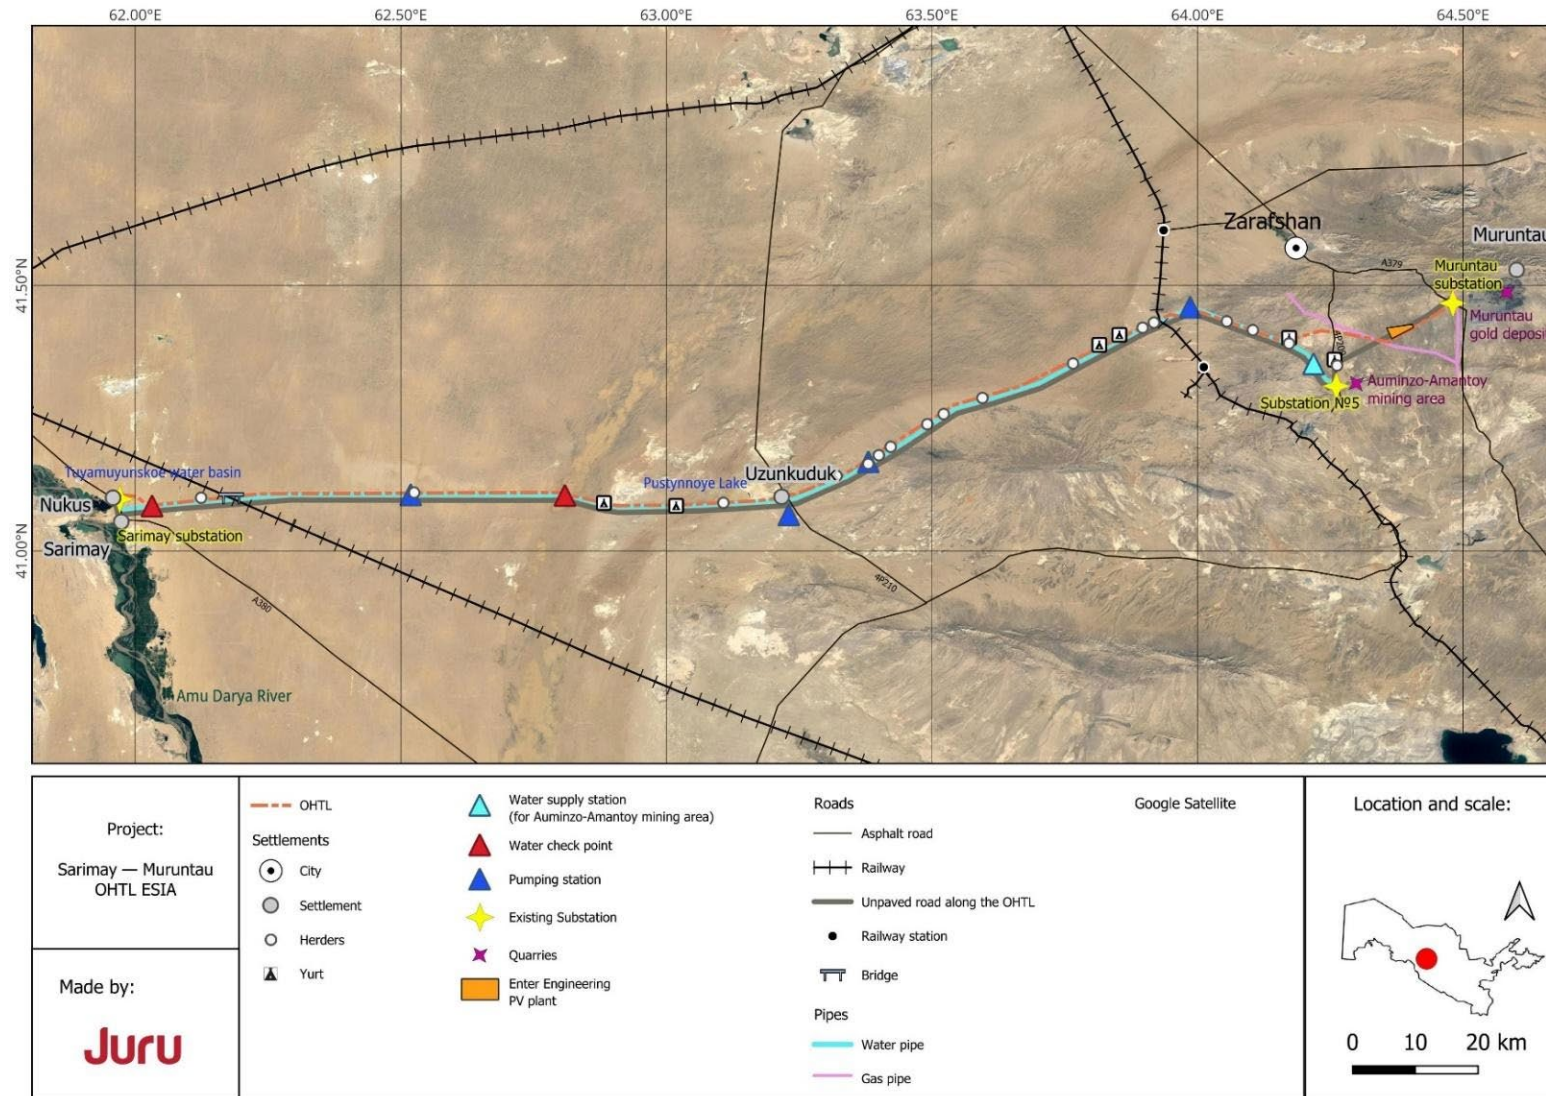 62.00°E
62.50°E
63.00°E
63.50°E
64.00°E
64.50°E
41.50°N
41.00°N
Zarafshan
Muruntau
A379
Muruntau
substation
Muruntau
gold deposi
Auminzo-Amantoy
mining area
Substation №5
Uzunkuduk
Pustynnoye Lake
Tuyamuyunskoe water basin
Nukus
Sarimay substation
Sarimay
4P210
A380
Amu Darya River
Project:
Sarimay — Muruntau
OHTL ESIA
Made by:
Juru
OHTL
Settlements
City
Settlement
Herders
Yurt
Water supply station
(for Auminzo-Amantoy mining area)
Water check point
Pumping station
Existing Substation
Quarries
Enter Engineering
PV plant
Roads
Asphalt road
Railway
Unpaved road along the OHTL
Railway station
Bridge
Pipes
Water pipe
Gas pipe
Google Satellite
Location and scale:
0 10 20 km